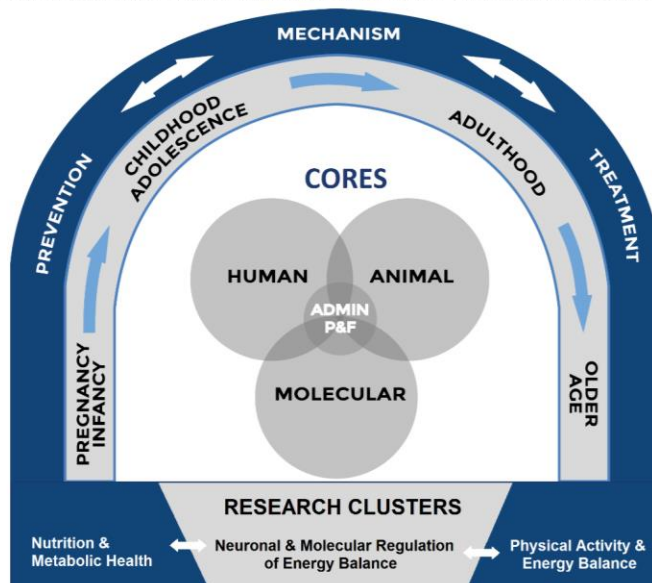 MECHANISM
PREVENTION
TREATMENT
PREGNANCY
INFANCY
CHILDHOOD
ADOLESCENCE
ADULTHOOD
OLDER
AGE
CORES
HUMAN
ANIMAL
ADMIN
P&F
MOLECULAR
RESEARCH CLUSTERS
Nutrition &
Metabolic Health
Neuronal & Molecular Regulation
of Energy Balance
Physical Activity &
Energy Balance